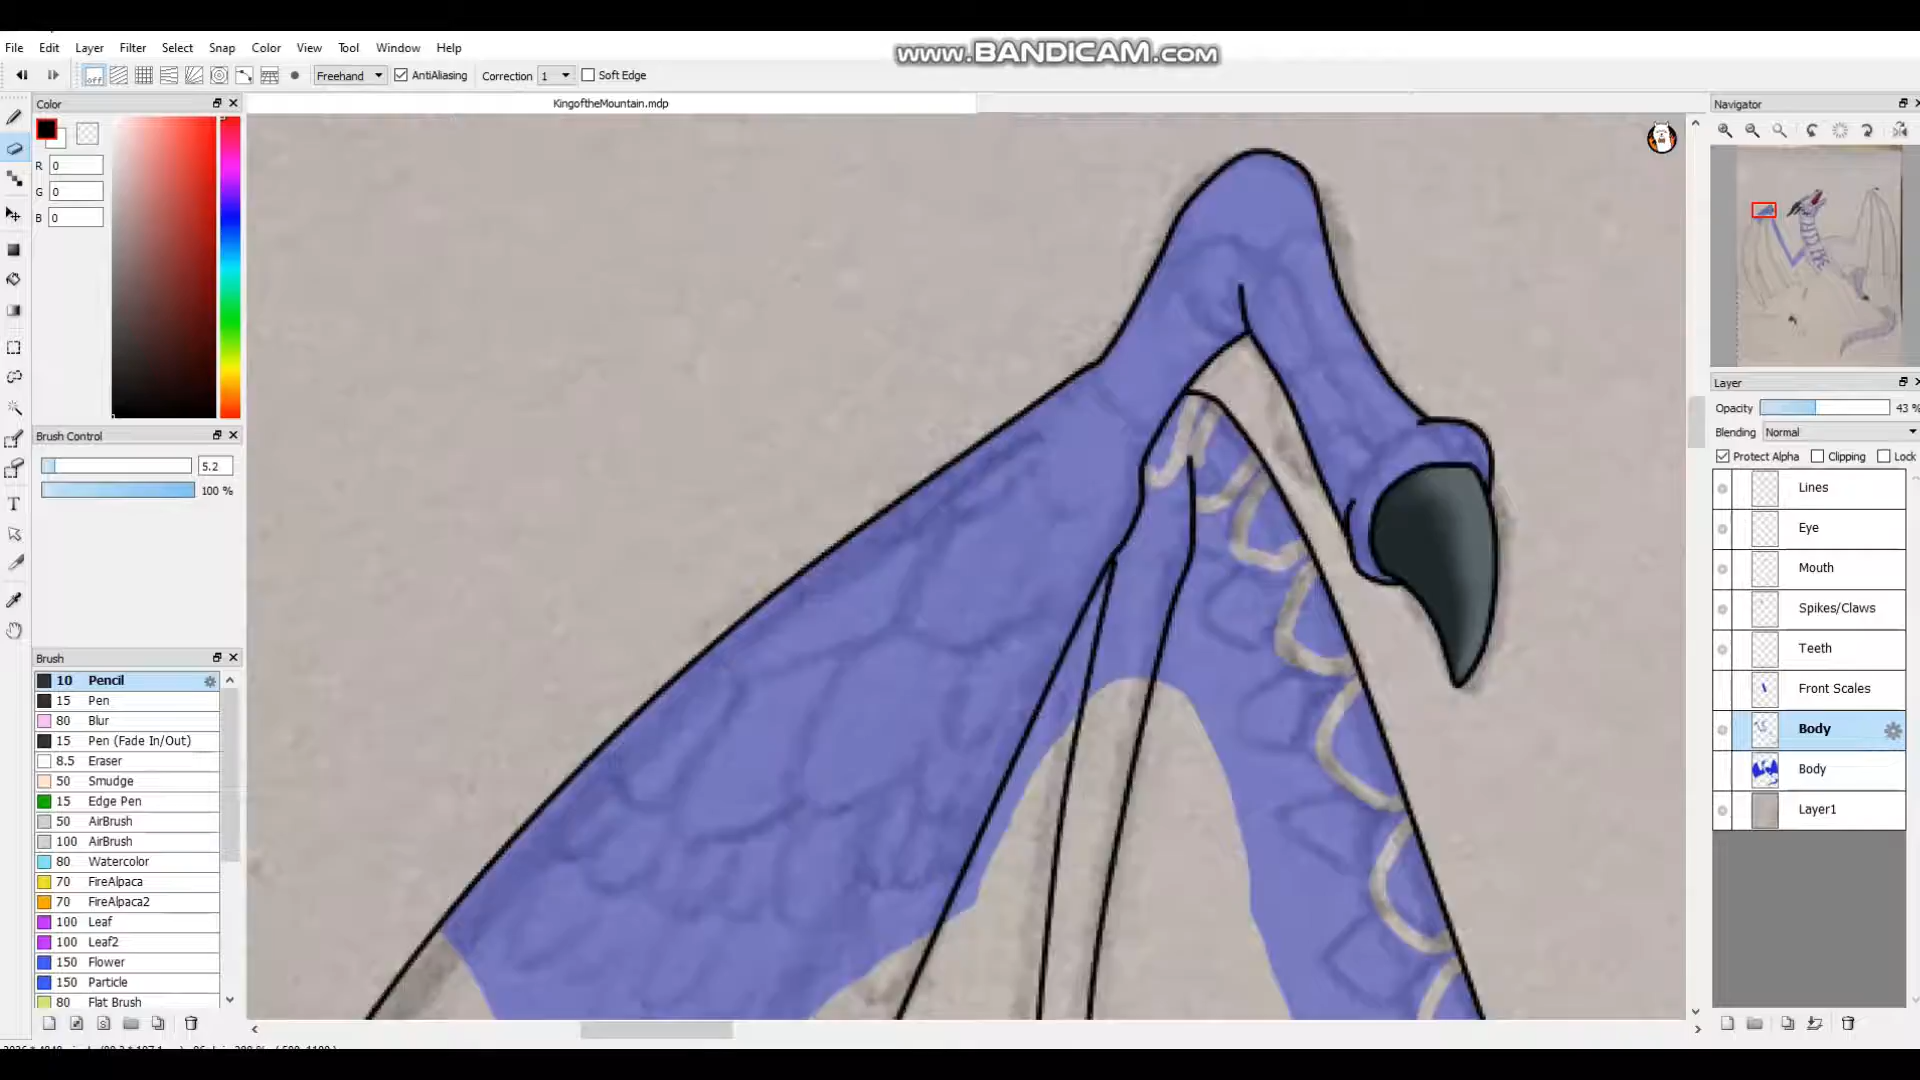 www.BANDICAM.com
File Edit Layer Filter Select Snap Color View Tool Window Help
off Freehand AntiAliasing Correction 1 Soft Edge
Color
KingoftheMountain.mdp
Navigator
R 0
G 0
B 0
Brush Control
5.2
100 %
Brush
10 Pencil
15 Pen
80 Blur
15 Pen (Fade In/Out)
8.5 Eraser
50 Smudge
15 Edge Pen
50 AirBrush
100 AirBrush
80 Watercolor
70 FireAlpaca
70 FireAlpaca2
100 Leaf
100 Leaf2
150 Flower
150 Particle
80 Flat Brush
Layer
Opacity 43 %
Blending Normal
Protect Alpha Clipping Lock
Lines
Eye
Mouth
Spikes/Claws
Teeth
Front Scales
Body
Body
Layer1